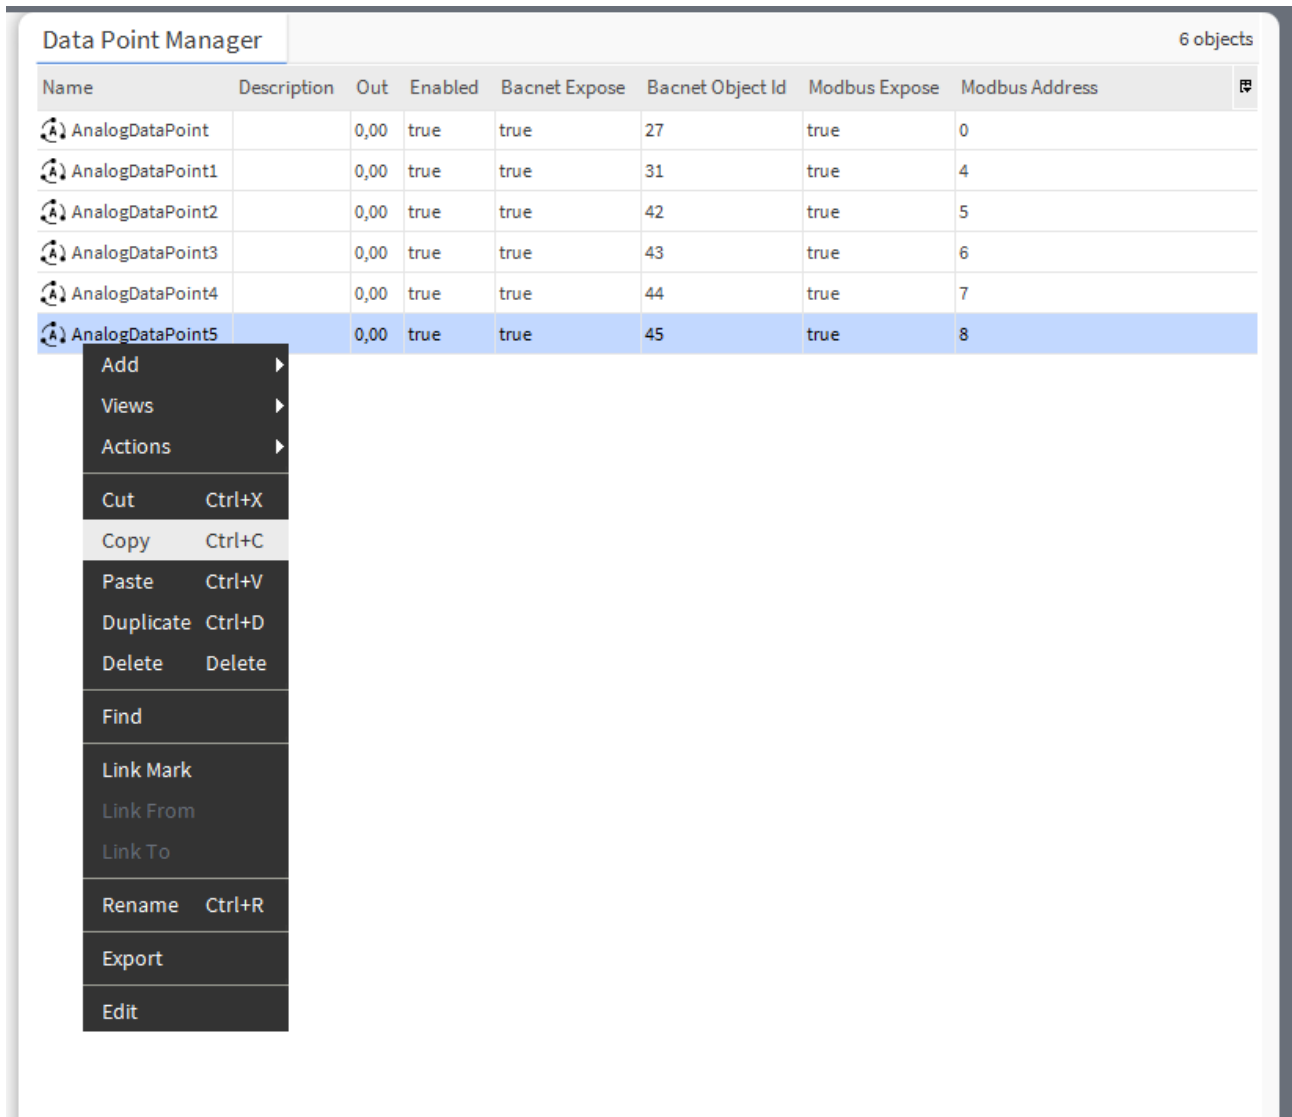 Data Point Manager 6 objects
Name Description Out Enabled Bacnet Expose Bacnet Object Id Modbus Expose Modbus Address
AnalogDataPoint 0,00 true true 27 true 0
AnalogDataPoint1 0,00 true true 31 true 4
AnalogDataPoint2 0,00 true true 42 true 5
AnalogDataPoint3 0,00 true true 43 true 6
AnalogDataPoint4 0,00 true true 44 true 7
AnalogDataPoint5 0,00 true true 45 true 8
Add
Views
Actions
Cut Ctrl+X
Copy Ctrl+C
Paste Ctrl+V
Duplicate Ctrl+D
Delete Delete
Find
Link Mark
Link From
Link To
Rename Ctrl+R
Export
Edit